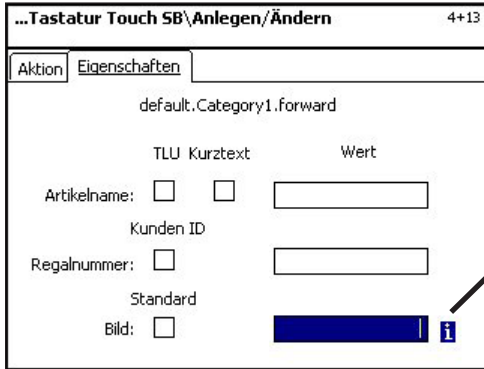 ...Tastatur Touch SB\Anlegen/Ändern 4+13
Aktion Eigenschaften
default.Category1.forward
TLU Kurztext Wert
Artikelname:
Kunden ID
Regalnummer:
Standard
Bild: i